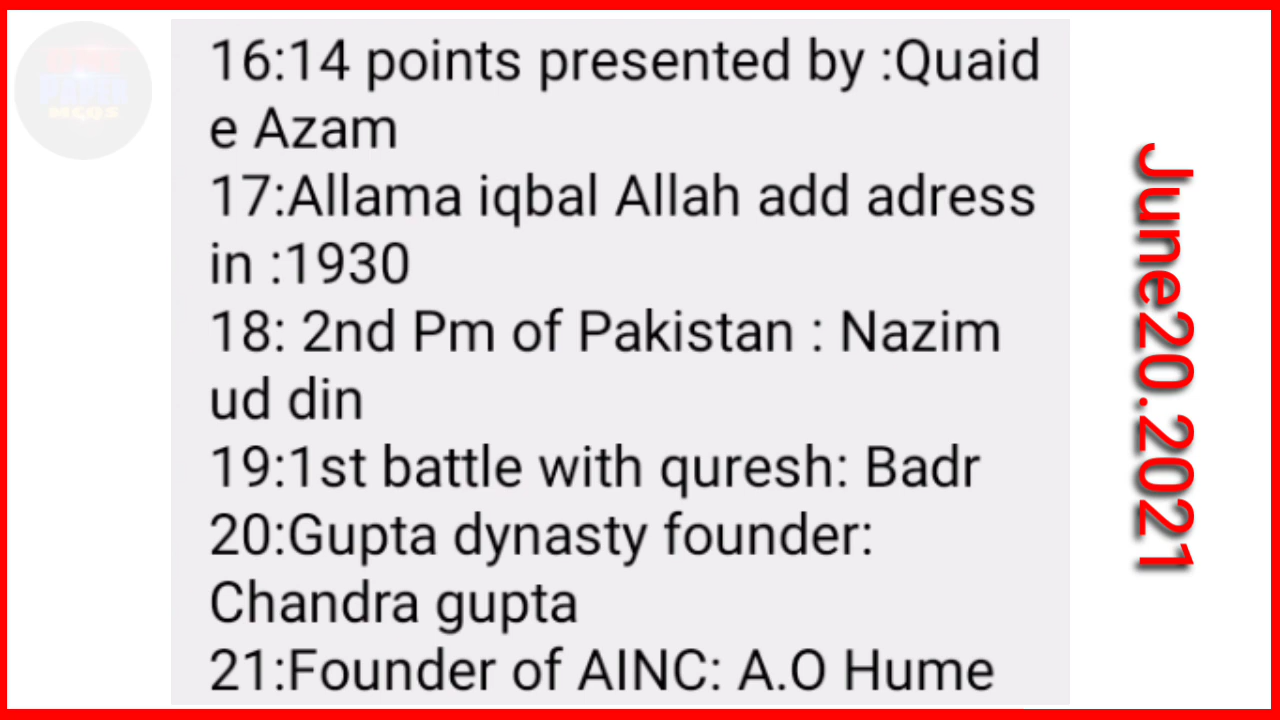 16:14 points presented by :Quaid
e Azam
17:Allama iqbal Allah add adress
in :1930
18: 2nd Pm of Pakistan : Nazim
ud din
19:1st battle with quresh: Badr
20:Gupta dynasty founder:
Chandra gupta
21:Founder of AINC: A.O Hume
June20.2021
MCQS